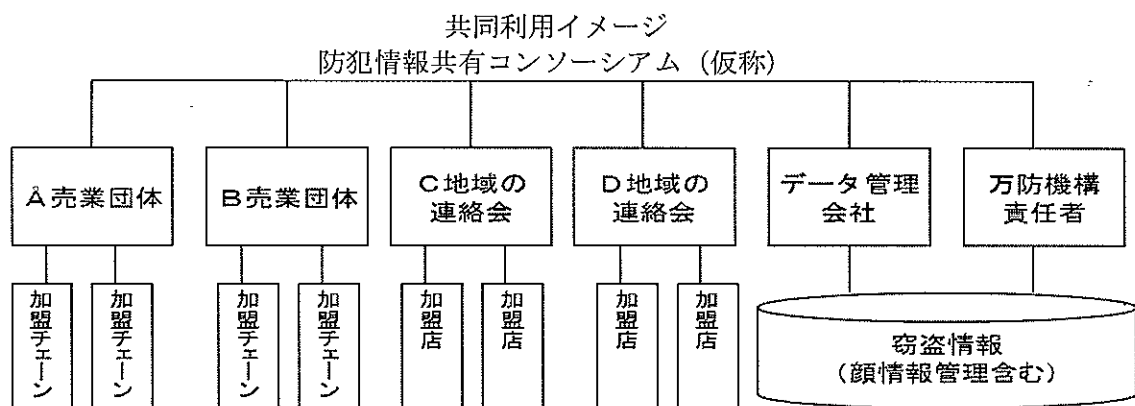 共同利用イメージ
防犯情報共有コンソーシアム（仮称）
A売業団体
B売業団体
C地域の
連絡会
D地域の
連絡会
データ管理
会社
万防機構
責任者
加盟チェーン
加盟チェーン
加盟チェーン
加盟チェーン
加盟店
加盟店
加盟店
加盟店
窃盗情報
（顔情報管理含む）